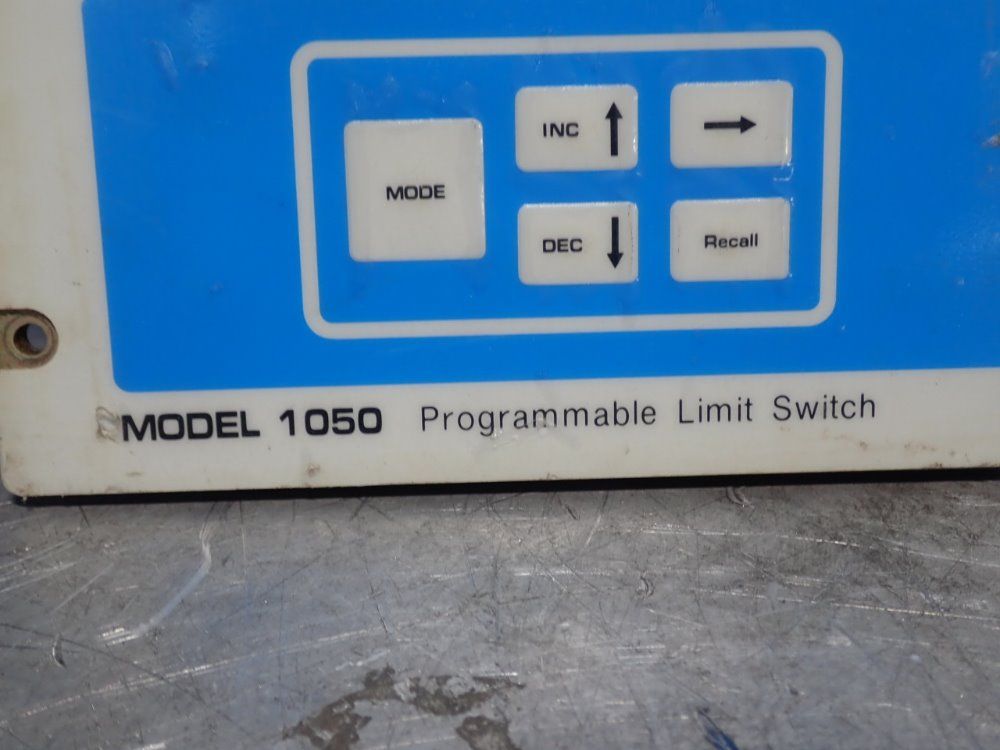 INC
MODE
DEC
Recall
MODEL 1050 Programmable Limit Switch